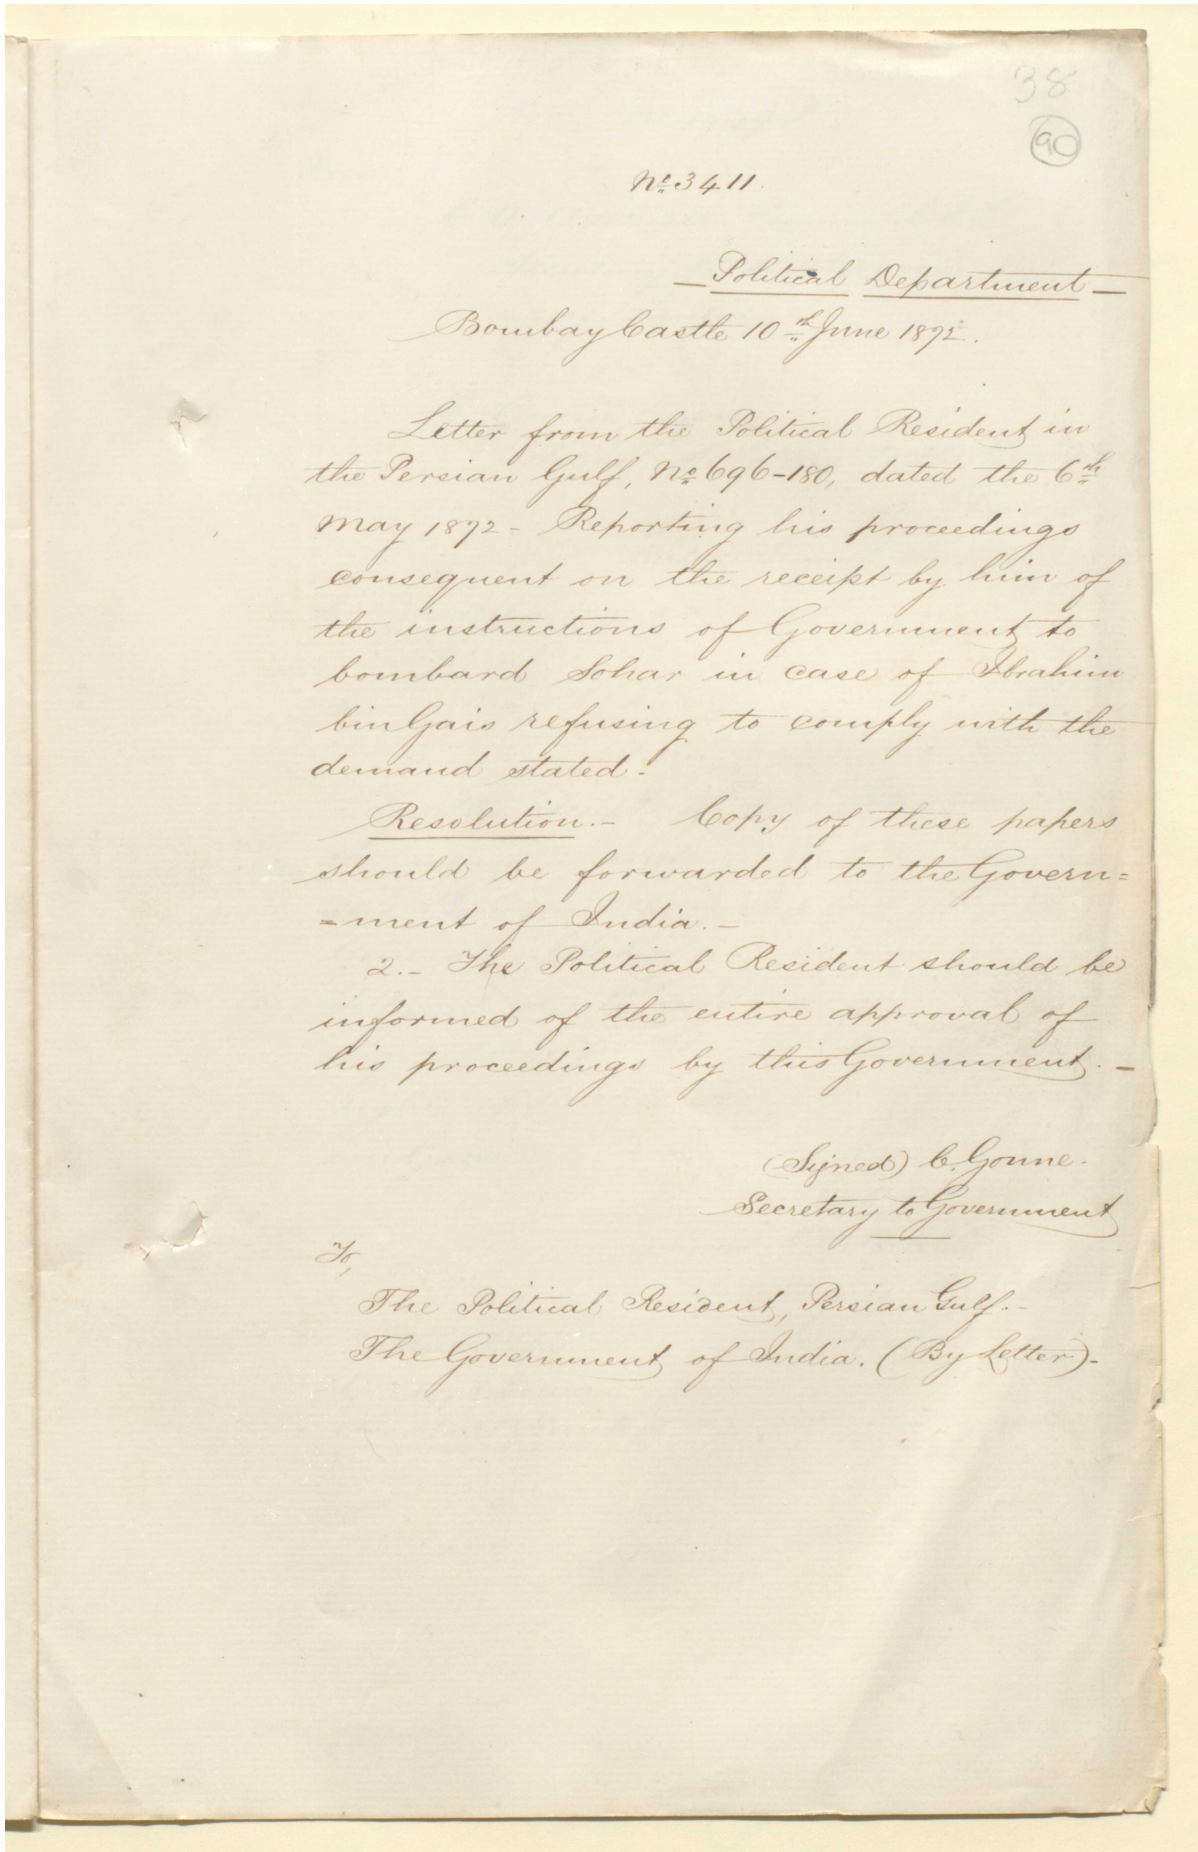 38
90
No. 3411.
Political Department
Bombay Castle 10th June 1872.
Letter from the Political Resident in
the Persian Gulf, No. 696-180, dated the 6th
May 1872 - Reporting his proceedings
consequent on the receipt by him of
the instructions of Government to
bombard Sohar in case of Ibrahim
bin Gais refusing to comply with the
demand stated.
Resolution.- Copy of these papers
should be forwarded to the Govern=
=ment of India.-
2.- The Political Resident should be
informed of the entire approval of
his proceedings by this Government.-
(Signed) C. Gonne.
Secretary to Government
To,
The Political Resident, Persian Gulf.-
The Government of India. (By Letter)-